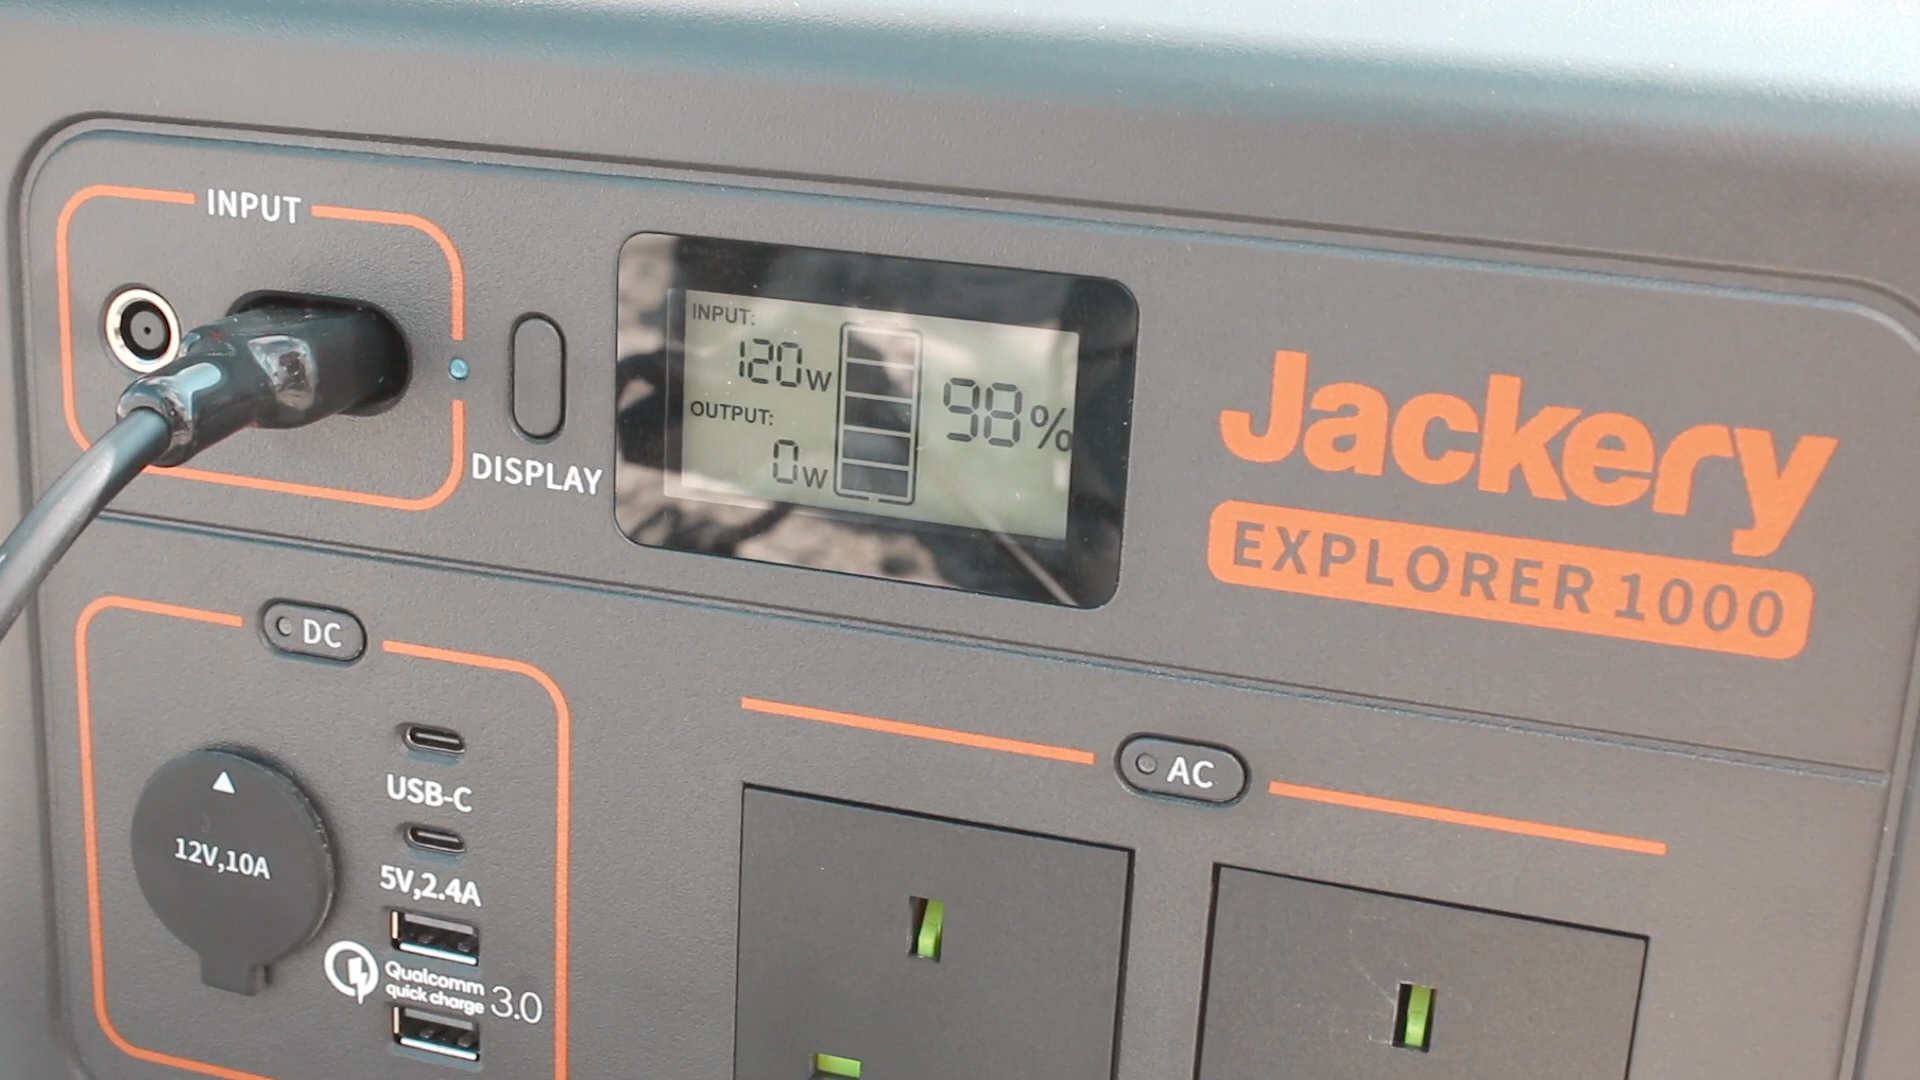 INPUT
DISPLAY
INPUT:
120W
OUTPUT:
0W
98%
Jackery
EXPLORER 1000
DC
USB-C
5V,2.4A
12V,10A
Qualcomm
quick charge 3.0
AC